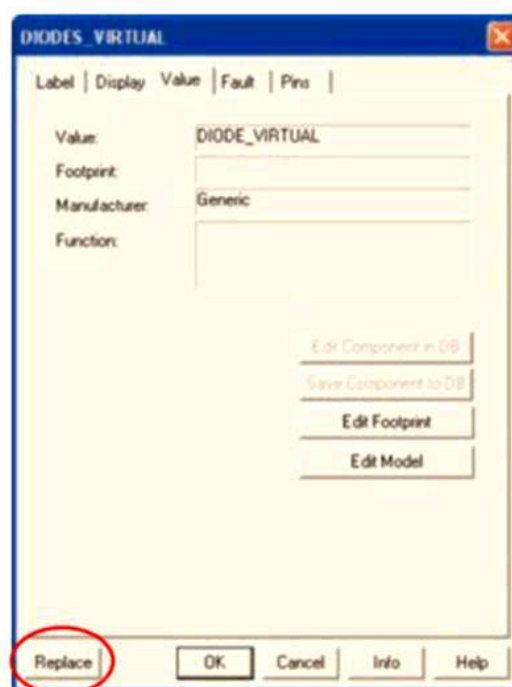 DIODES_VIRTUAL
Label Display Value Fault Pins
Value: DIODE_VIRTUAL
Footprint:
Manufacturer: Generic
Function:
Edit Component in DB
Save Component to DB
Edit Footprint
Edit Model
Replace OK Cancel Info Help